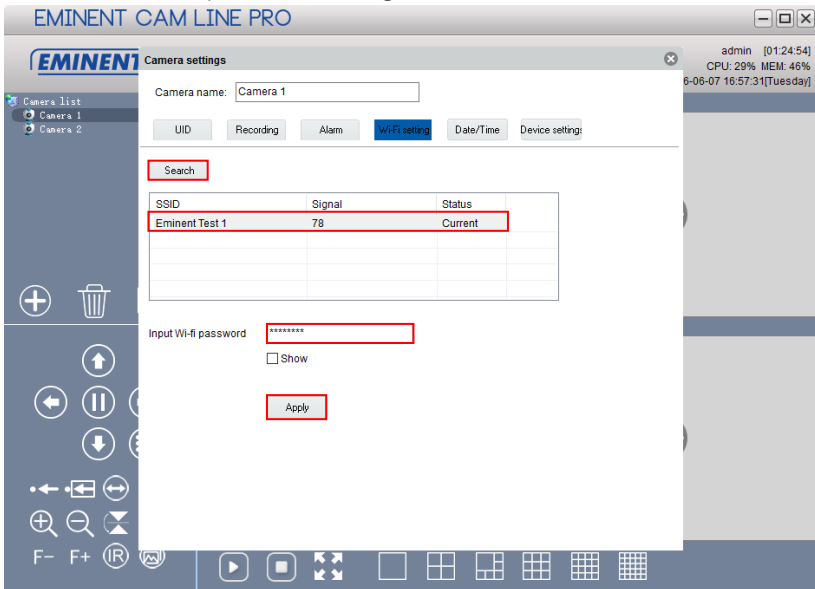 EMINENT CAM LINE PRO
EMINENT
admin [01:24:54]
CPU: 29% MEM: 46%
6-06-07 16:57:31[Tuesday]
Camera list
Camera 1
Camera 2
Camera settings
Camera name: Camera 1
UID Recording Alarm Wi-Fi setting Date/Time Device settings
Search
SSID Signal Status
Eminent Test 1 78 Current
Input Wi-fi password ********
Show
Apply
F- F+ IR